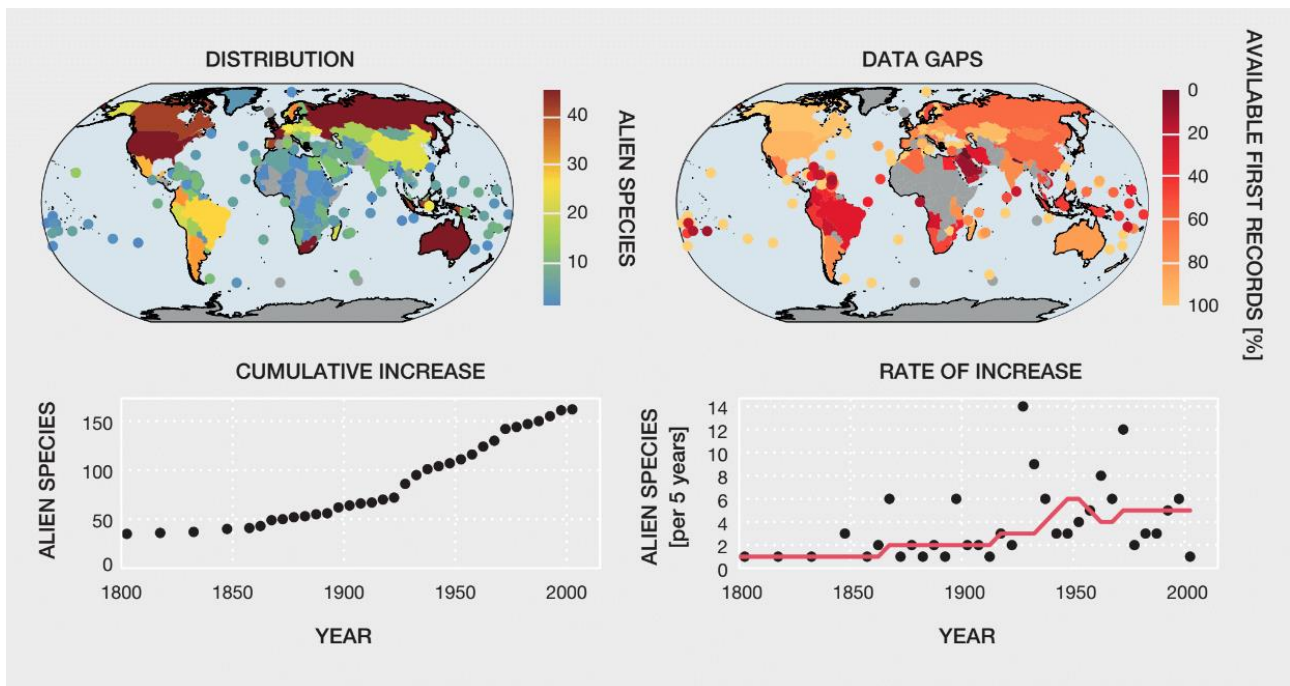 DISTRIBUTION
40
30
20
10
ALIEN SPECIES
DATA GAPS
0
20
40
60
80
100
AVAILABLE FIRST RECORDS [%]
CUMULATIVE INCREASE
ALIEN SPECIES
150
100
50
0
1800
1850
1900
1950
2000
YEAR
RATE OF INCREASE
ALIEN SPECIES
[per 5 years]
14
12
10
8
6
4
2
0
1800
1850
1900
1950
2000
YEAR